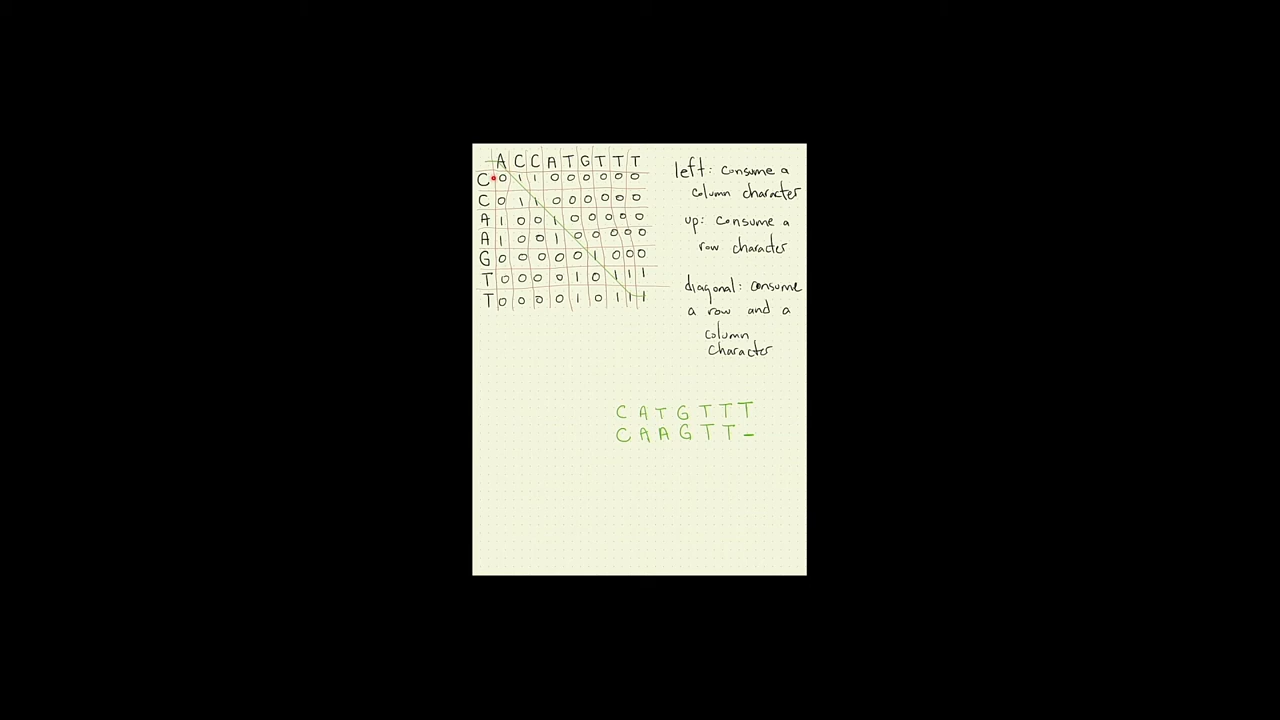 A C C A T G T T T
C 0 1 1 0 0 0 0 0 0
C 0 1 1 0 0 0 0 0 0
A 1 0 0 1 0 0 0 0 0
A 1 0 0 1 0 0 0 0 0
G 0 0 0 0 0 1 0 0 0
T 0 0 0 0 1 0 1 1 1
T 0 0 0 0 1 0 1 1 1
left: consume a
column character
up: consume a
row character
diagonal: consume
a row and a
column
character
C A T G T T T
C A A G T T -